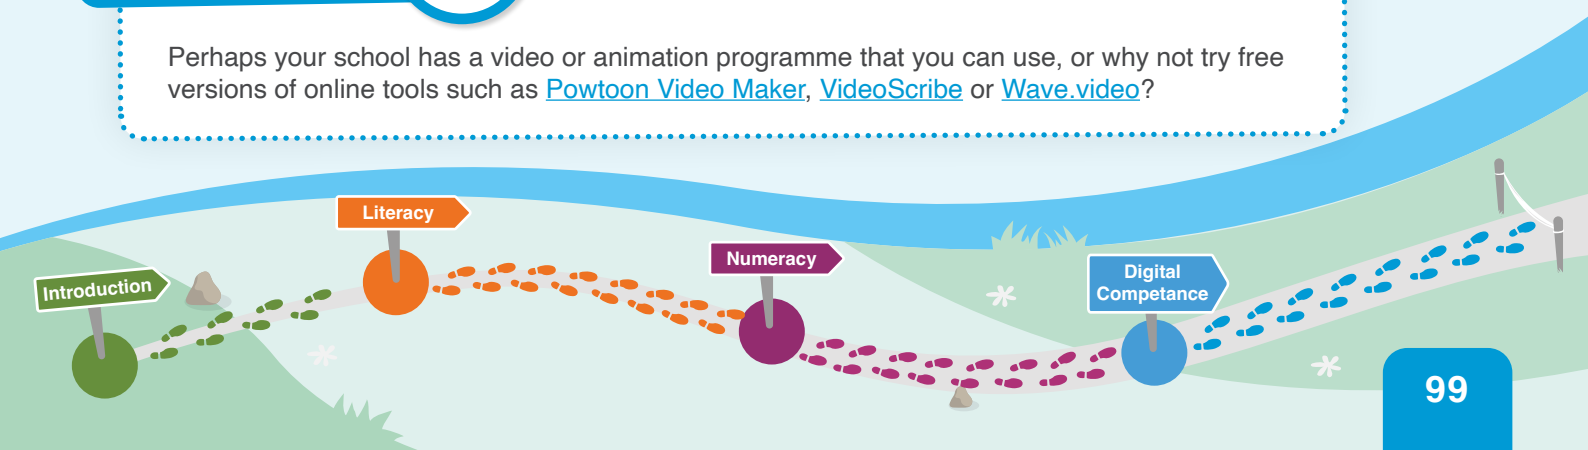 Perhaps your school has a video or animation programme that you can use, or why not try free
versions of online tools such as Powtoon Video Maker, VideoScribe or Wave.video?
Introduction
Literacy
Numeracy
Digital
Competance
99